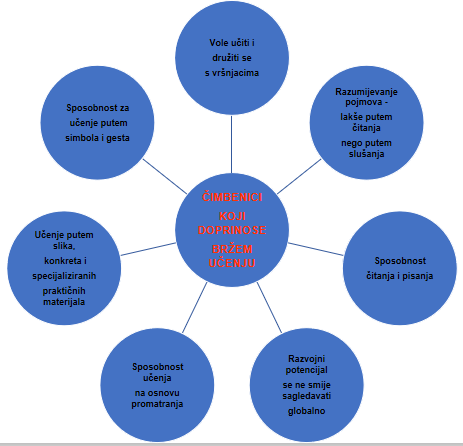 Vole učiti i
družiti se
s vršnjacima
Razumijevanje
pojmova -
lakše putem
čitanja
nego putem
slušanja
Sposobnost
čitanja i pisanja
Razvojni
potencijal
se ne smije
sagledavati
globalno
Sposobnost
učenja
na osnovu
promatranja
Učenje putem
slika,
konkreta i
specijaliziranih
praktičnih
materijala
Sposobnost za
učenje putem
simbola i gesta
ČIMBENICI
KOJI
DOPRINOSE
BRŽEM
UČENJU